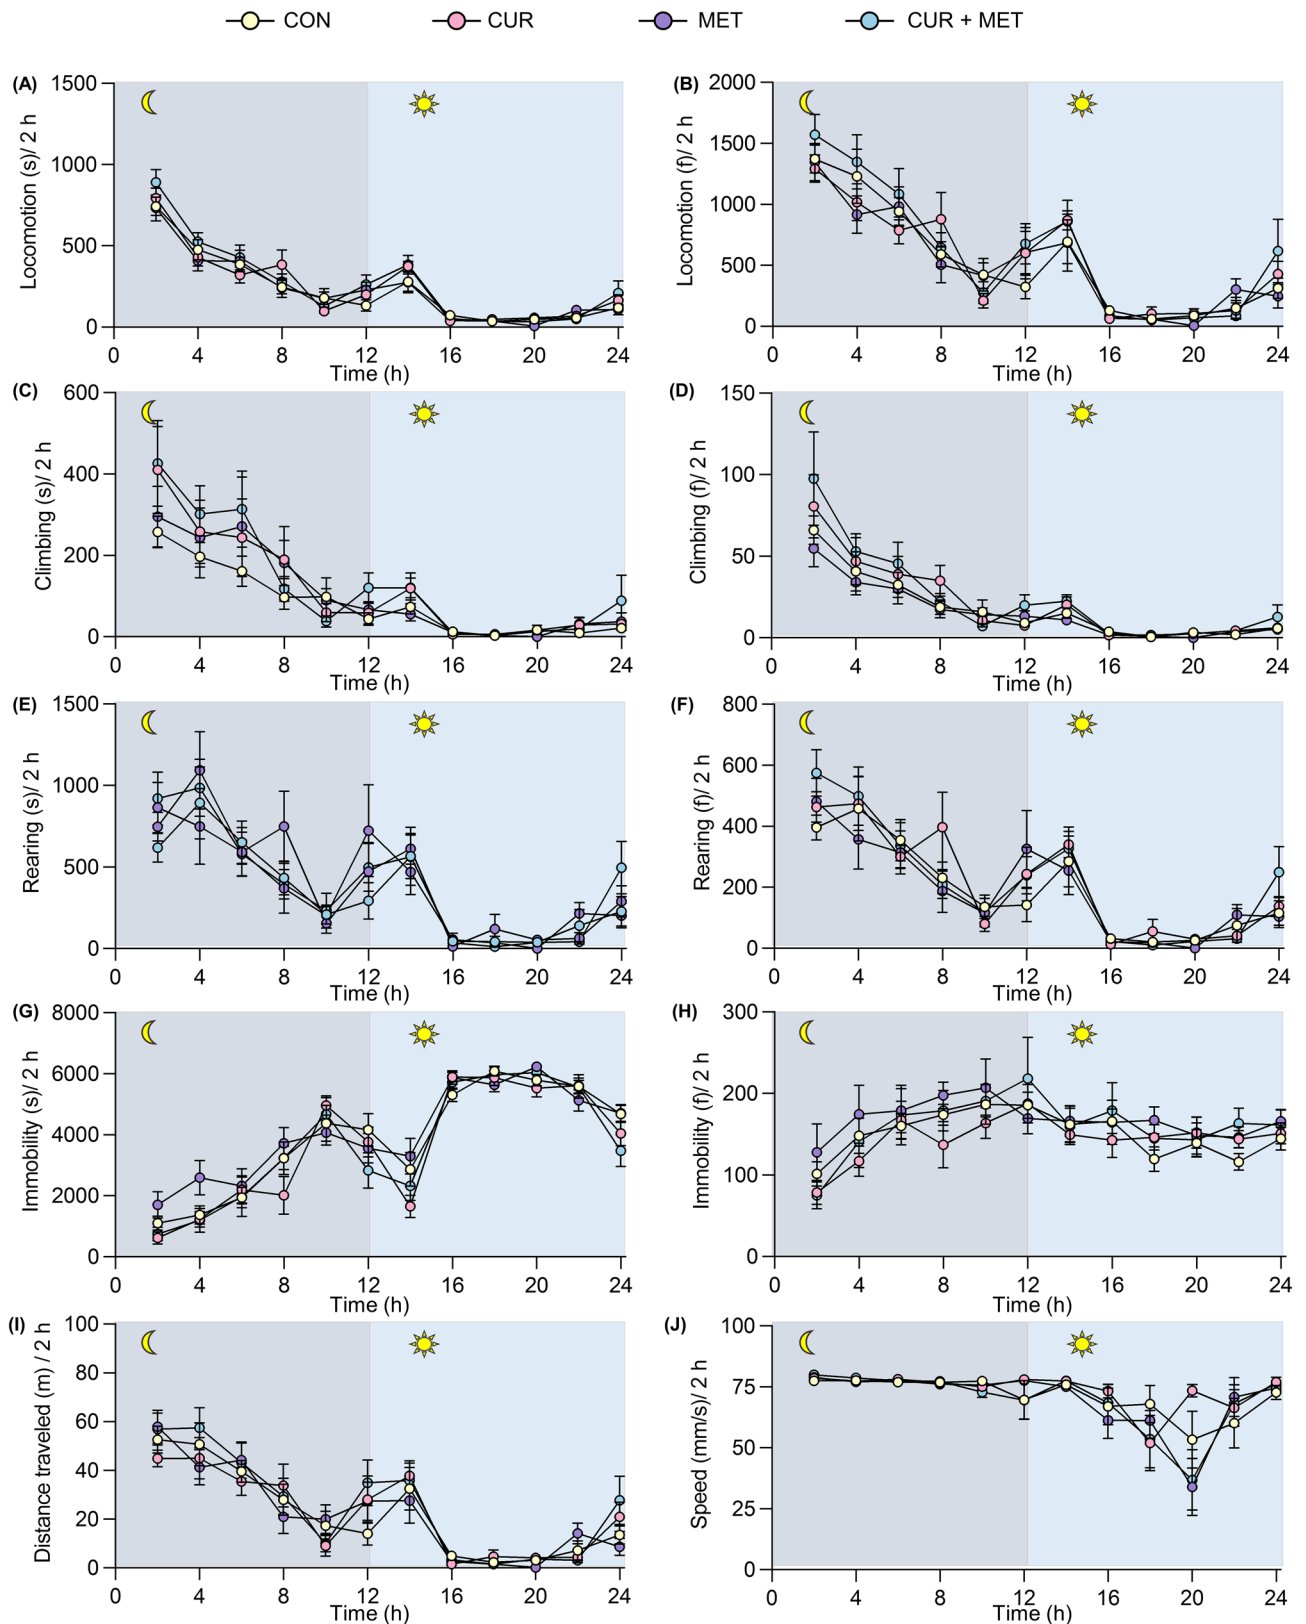 CON CUR MET CUR + MET
(A) (B)
Locomotion (s)/ 2 h
1500
1000
500
0
0 4 8 12 16 20 24
Time (h)
Locomotion (f)/ 2 h
2000
1500
1000
500
0
0 4 8 12 16 20 24
Time (h)
(C) (D)
Climbing (s)/ 2 h
600
400
200
0
0 4 8 12 16 20 24
Time (h)
Climbing (f)/ 2 h
150
100
50
0
0 4 8 12 16 20 24
Time (h)
(E) (F)
Rearing (s)/ 2 h
1500
1000
500
0
0 4 8 12 16 20 24
Time (h)
Rearing (f)/ 2 h
800
600
400
200
0
0 4 8 12 16 20 24
Time (h)
(G) (H)
Immobility (s)/ 2 h
8000
6000
4000
2000
0
0 4 8 12 16 20 24
Time (h)
Immobility (f)/ 2 h
300
200
100
0
0 4 8 12 16 20 24
Time (h)
(I) (J)
Distance traveled (m) / 2 h
100
80
60
40
20
0
0 4 8 12 16 20 24
Time (h)
Speed (mm/s)/ 2 h
100
75
50
25
0
0 4 8 12 16 20 24
Time (h)